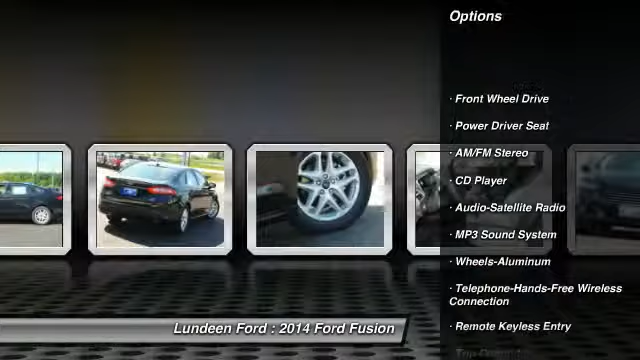 Options
· Front Wheel Drive
· Power Driver Seat
· AM/FM Stereo
· CD Player
· Audio-Satellite Radio
· MP3 Sound System
· Wheels-Aluminum
· Telephone-Hands-Free Wireless
Connection
· Remote Keyless Entry
Lundeen Ford : 2014 Ford Fusion